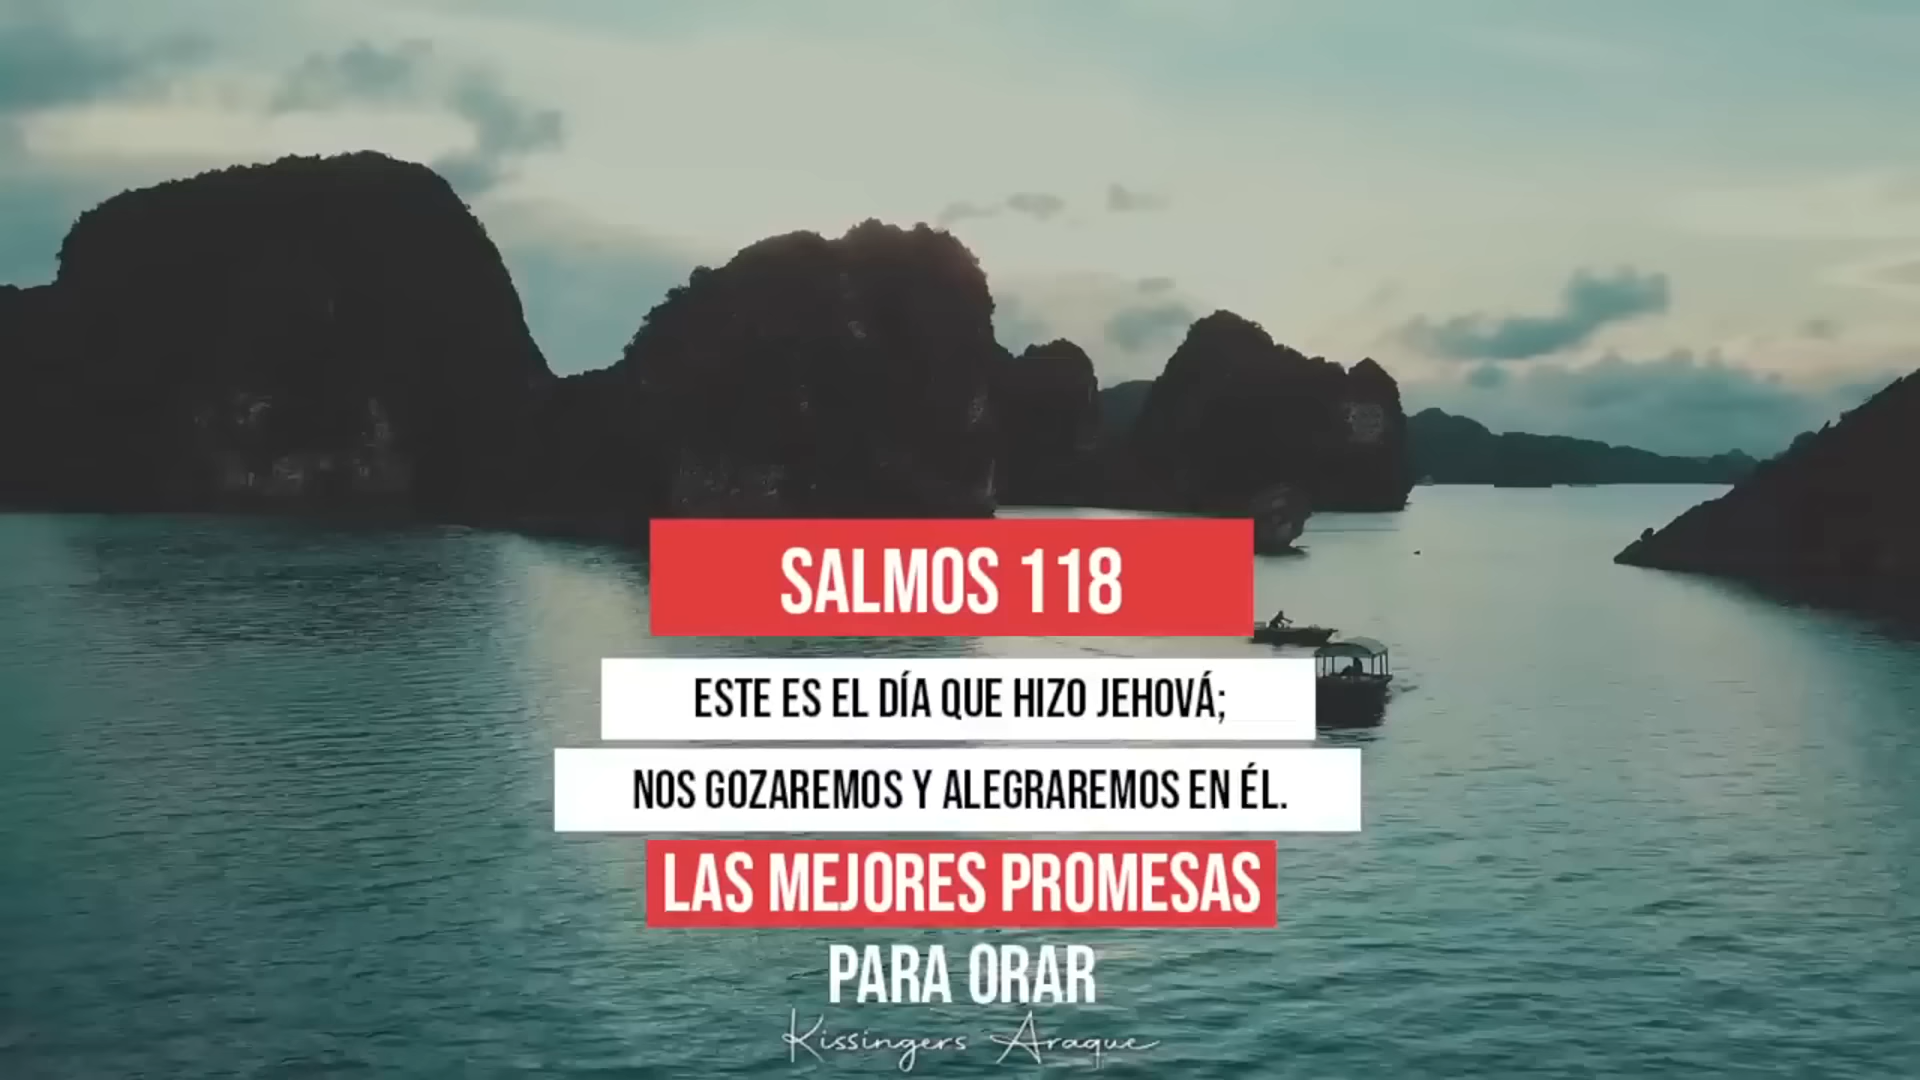 SALMOS 118
ESTE ES EL DÍA QUE HIZO JEHOVÁ;
NOS GOZAREMOS Y ALEGRAREMOS EN ÉL.
LAS MEJORES PROMESAS
PARA ORAR
Kissingers Araque